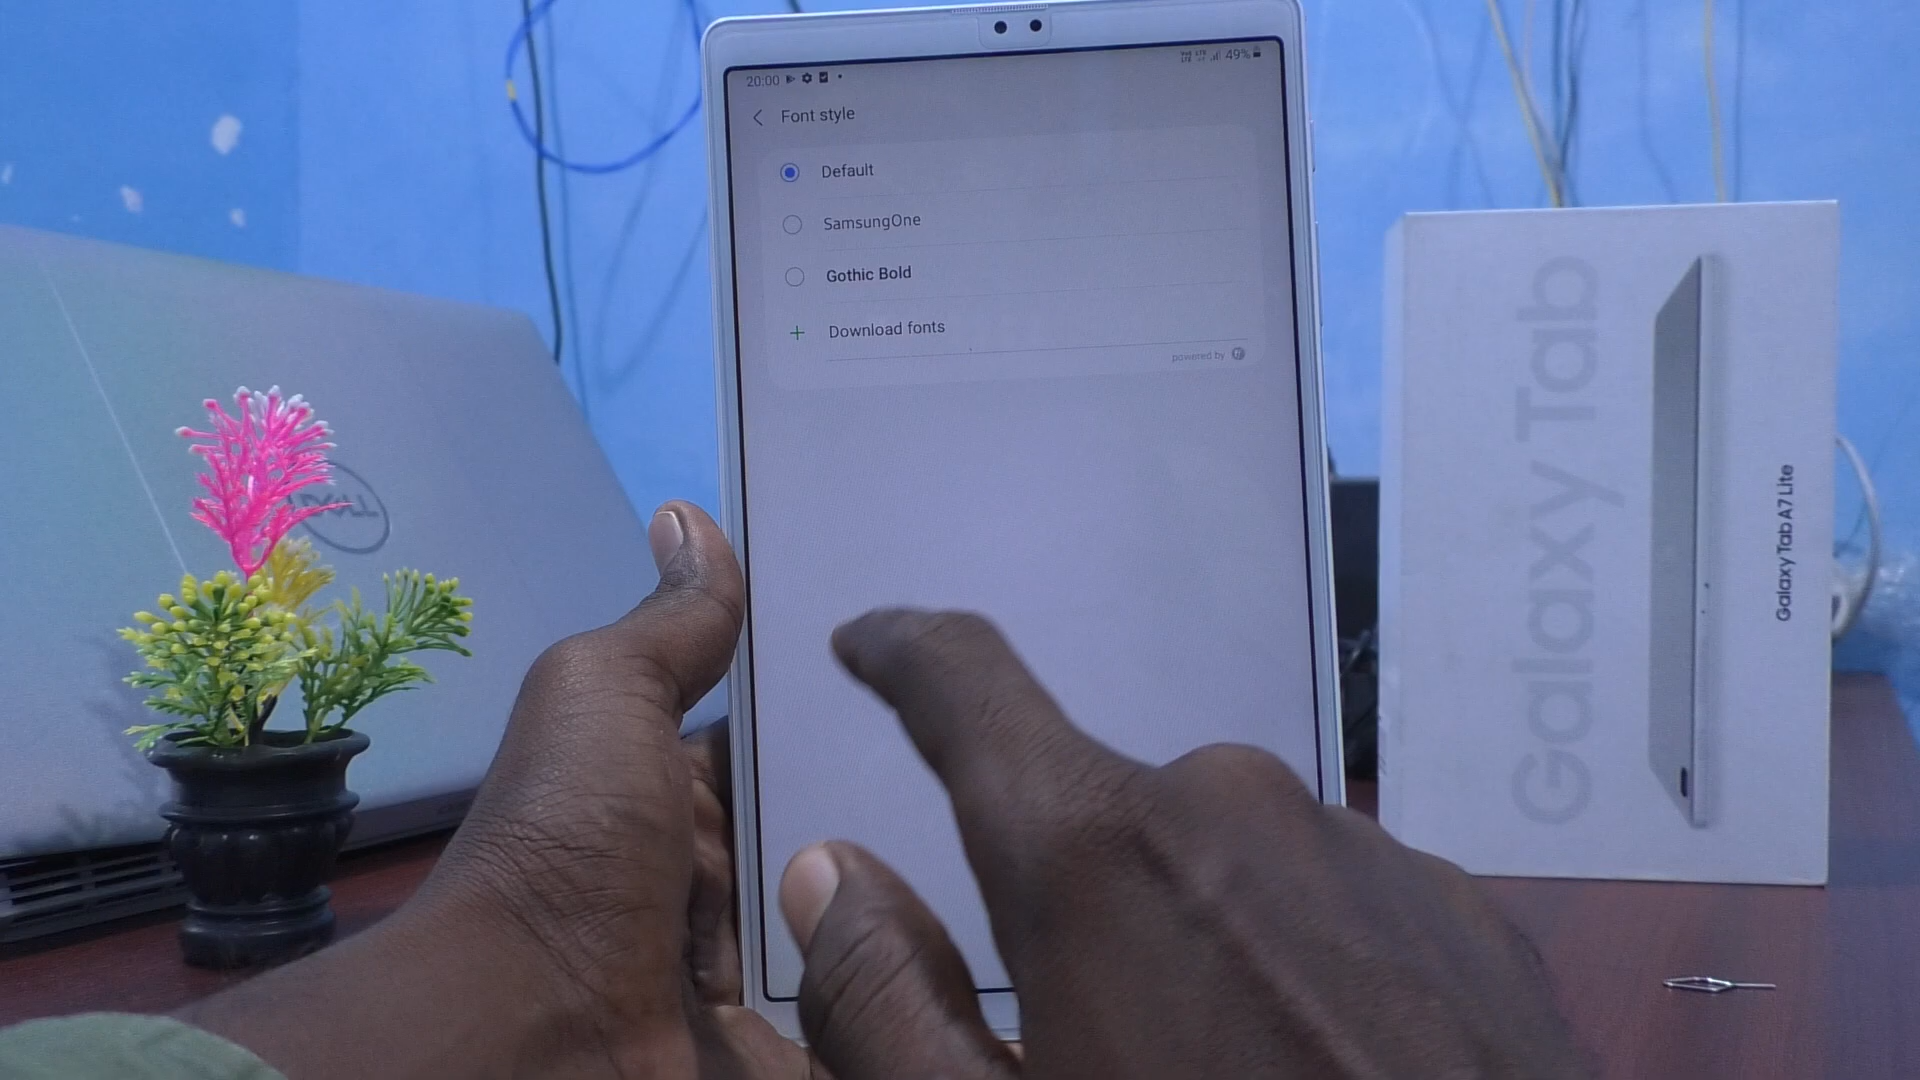 20:00
49%
Font style
Default
SamsungOne
Gothic Bold
+ Download fonts
powered by
DELL
Galaxy Tab
Galaxy Tab A7 Lite